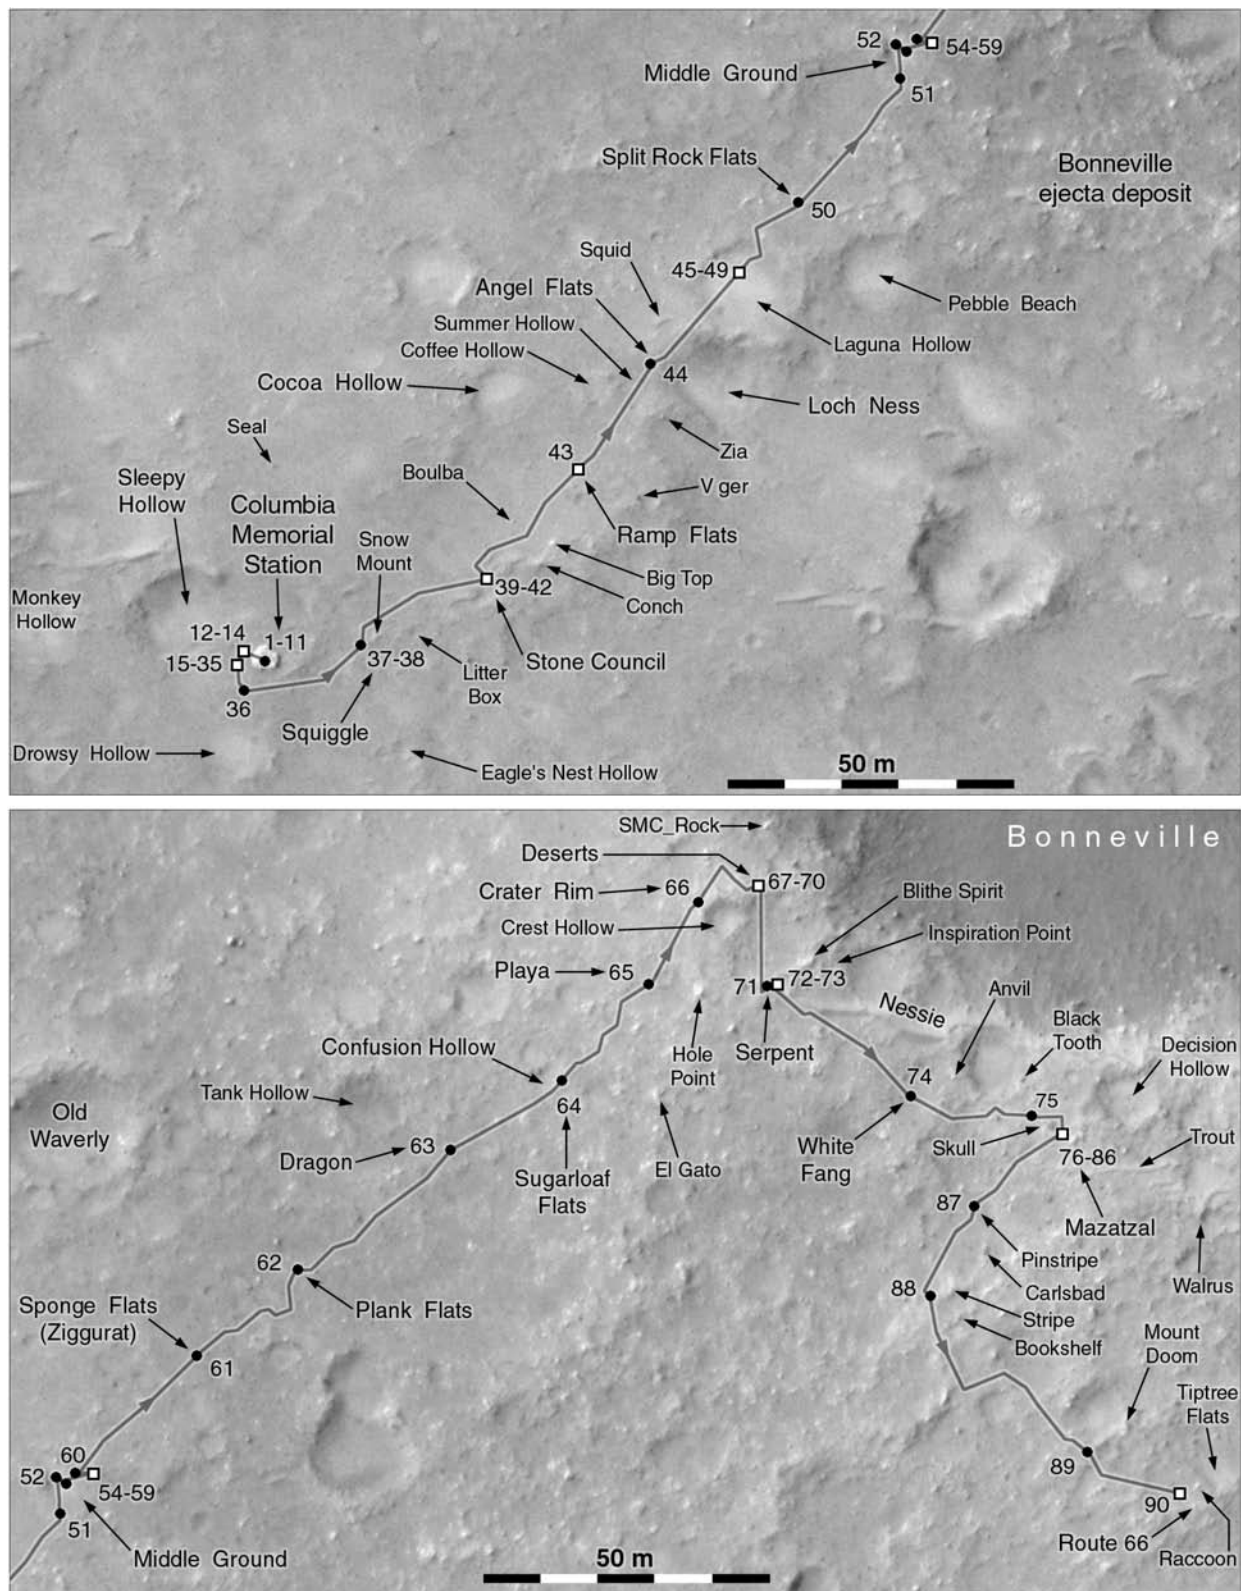 52
54-59
Middle Ground
51
Split Rock Flats
Bonneville
ejecta deposit
50
Squid
45-49
Angel Flats
Pebble Beach
Summer Hollow
Laguna Hollow
Coffee Hollow
44
Cocoa Hollow
Loch Ness
Seal
Zia
43
Sleepy
Hollow
Boulba
V ger
Columbia
Memorial
Station
Ramp Flats
Snow
Mount
Big Top
39-42
Conch
Monkey
Hollow
12-14
1-11
37-38
Stone Council
15-35
Litter
Box
36
Squiggle
Drowsy Hollow
Eagle's Nest Hollow
50 m
SMC_Rock
Bonneville
Deserts
67-70
Crater Rim
66
Blithe Spirit
Crest Hollow
Inspiration Point
Playa
65
71
72-73
Anvil
Nessie
Black
Tooth
Confusion Hollow
Hole
Point
Serpent
Decision
Hollow
Tank Hollow
74
Old
Waverly
64
75
63
White
Fang
Skull
Trout
Dragon
El Gato
76-86
Sugarloaf
Flats
87
Mazatzal
62
Pinstripe
Carlsbad
Walrus
88
Sponge Flats
(Ziggurat)
Plank Flats
Stripe
Bookshelf
Mount
Doom
61
Tiptree
Flats
60
89
52
54-59
90
51
Route 66
Middle Ground
Raccoon
50 m